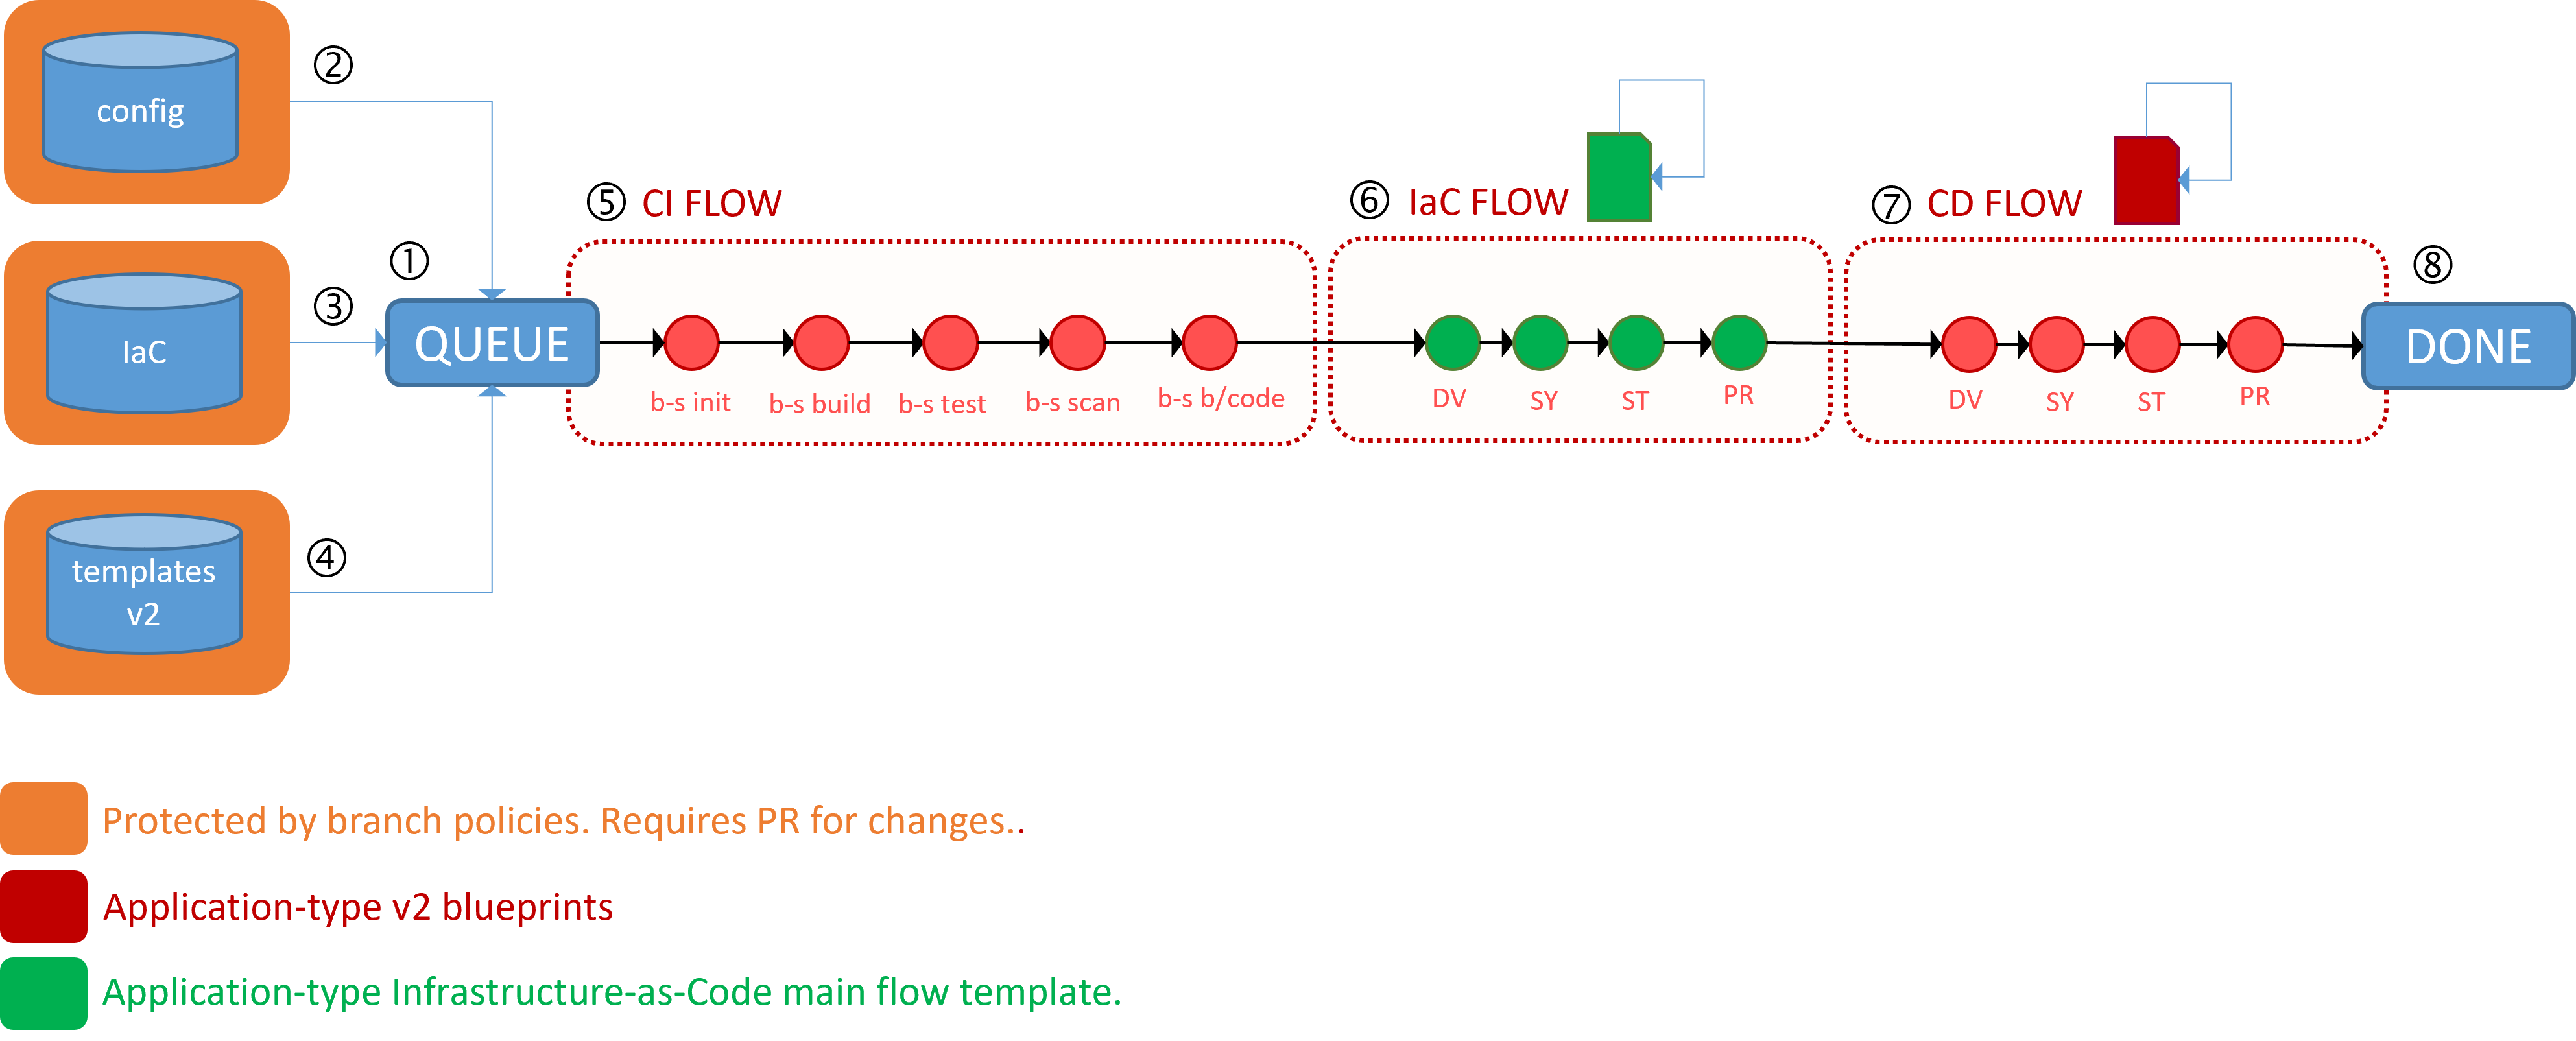 ②
config
③
IaC
④
templates
v2
①
QUEUE
⑤ CI FLOW
b-s init
b-s build
b-s test
b-s scan
b-s b/code
⑥ IaC FLOW
DV
SY
ST
PR
⑦ CD FLOW
DV
SY
ST
PR
⑧
DONE
Protected by branch policies. Requires PR for changes..
Application-type v2 blueprints
Application-type Infrastructure-as-Code main flow template.